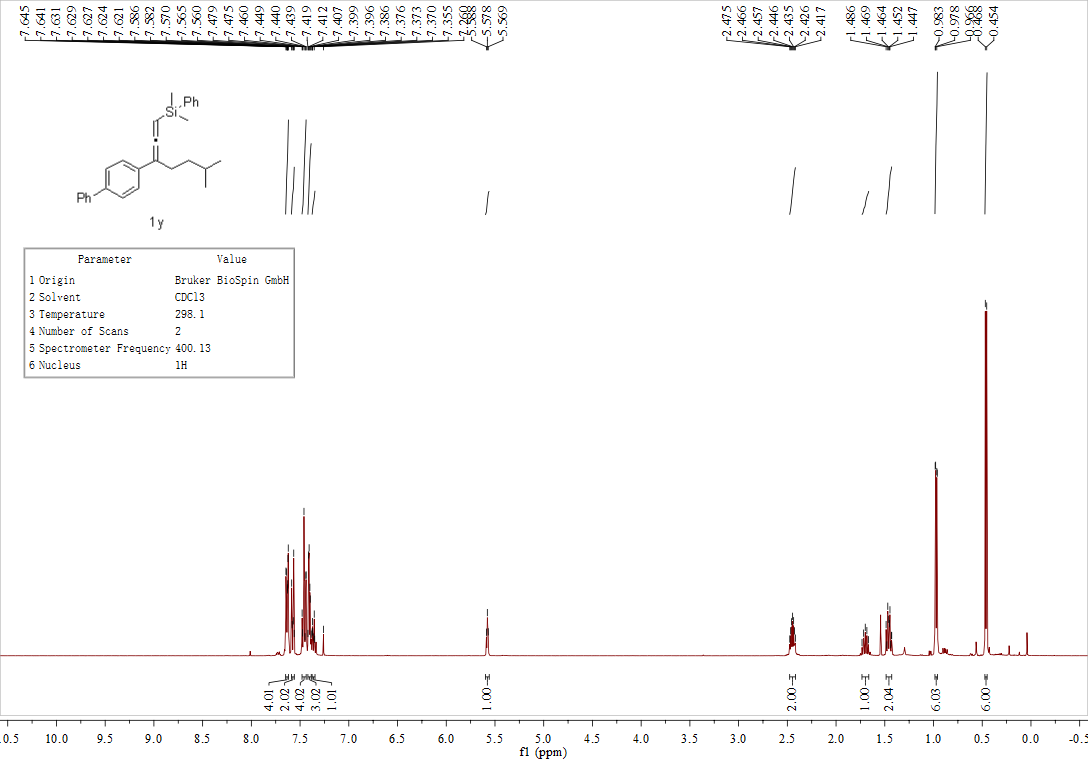 7.645 7.641 7.631 7.629 7.627 7.624 7.621 7.586 7.582 7.570 7.565 7.560 7.479 7.475 7.460 7.449 7.440 7.439 7.419 7.412 7.407 7.399 7.396 7.386 7.376 7.373 7.370 7.355 7.260 5.588 5.578 5.569 2.475 2.466 2.457 2.446 2.435 2.426 2.417 1.486 1.469 1.464 1.452 1.447 0.983 0.978 0.966 0.468 0.454
Si Ph
Ph
1y
Parameter Value
1 Origin Bruker BioSpin GmbH
2 Solvent CDCl3
3 Temperature 298.1
4 Number of Scans 2
5 Spectrometer Frequency 400.13
6 Nucleus 1H
4.01 2.02 4.02 3.02 1.01 1.00 2.00 1.00 2.04 6.03 6.00
0.5 10.0 9.5 9.0 8.5 8.0 7.5 7.0 6.5 6.0 5.5 5.0 4.5 4.0 3.5 3.0 2.5 2.0 1.5 1.0 0.5 0.0 -0.5
f1 (ppm)